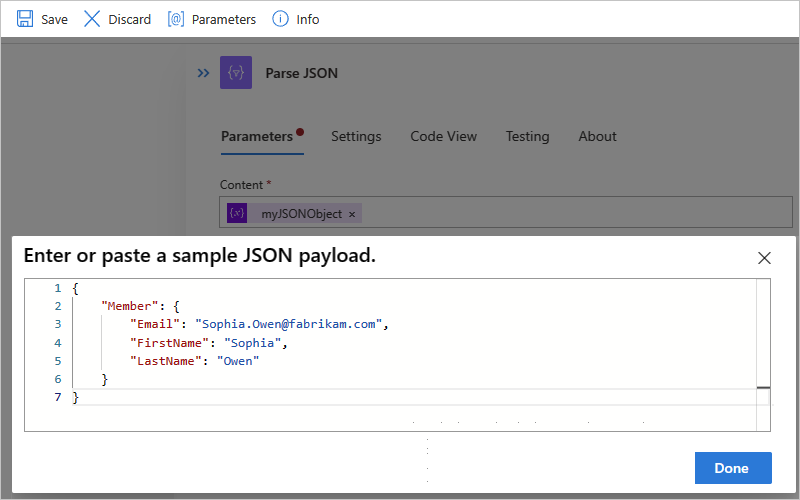 Save Discard Parameters Info
Parse JSON
Parameters Settings Code View Testing About
Content *
myJSONObject ×
Enter or paste a sample JSON payload.
1 {
2 "Member": {
3 "Email": "Sophia.Owen@fabrikam.com",
4 "FirstName": "Sophia",
5 "LastName": "Owen"
6 }
7 }
Done